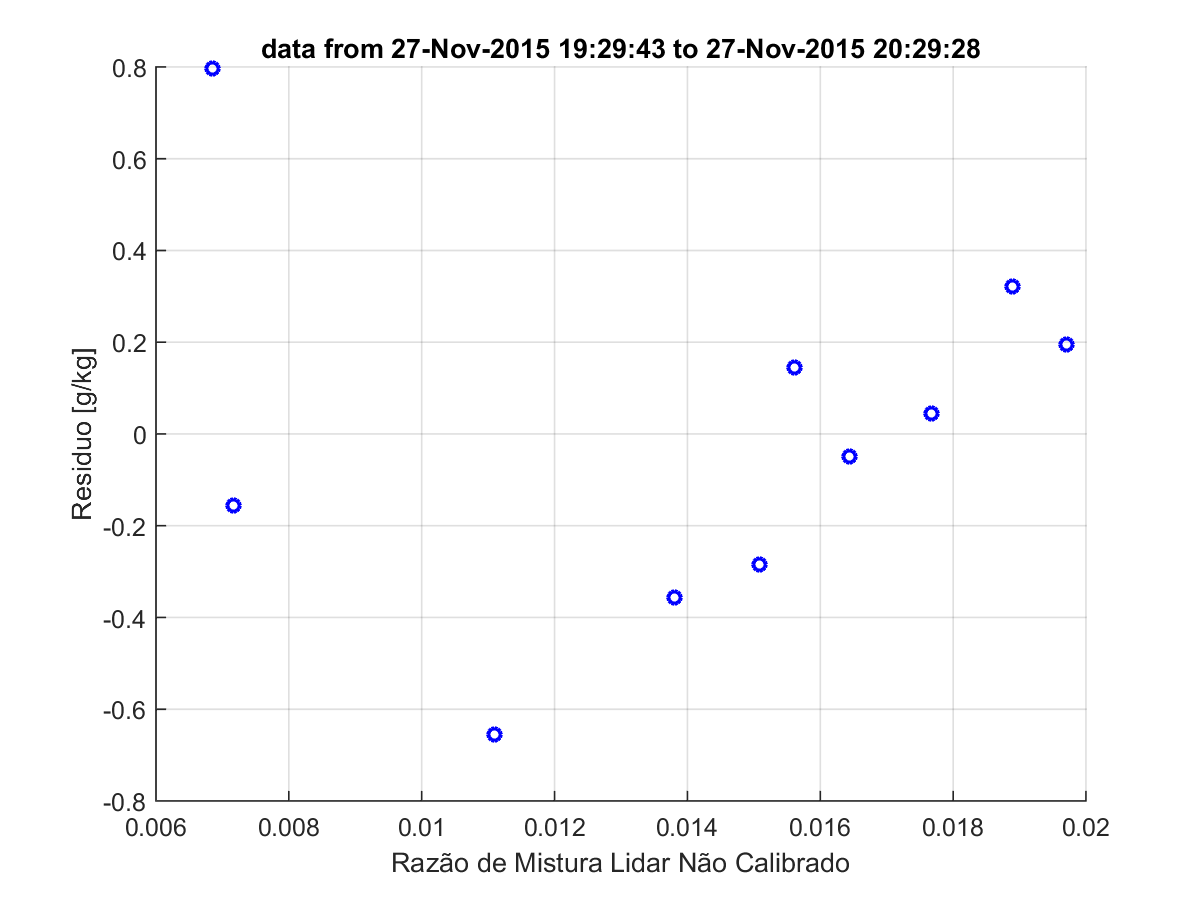 data from 27-Nov-2015 19:29:43 to 27-Nov-2015 20:29:28
0.8
0.6
0.4
0.2
0
-0.2
-0.4
-0.6
-0.8
Residuo [g/kg]
0.006 0.008 0.01 0.012 0.014 0.016 0.018 0.02
Razão de Mistura Lidar Não Calibrado